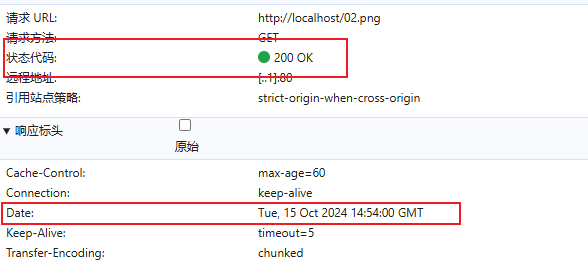 请求 URL: http://localhost/02.png
请求方法: GET
状态代码: 200 OK
远程地址: [::1]:80
引用站点策略: strict-origin-when-cross-origin
响应标头
原始
Cache-Control: max-age=60
Connection: keep-alive
Date: Tue, 15 Oct 2024 14:54:00 GMT
Keep-Alive: timeout=5
Transfer-Encoding: chunked